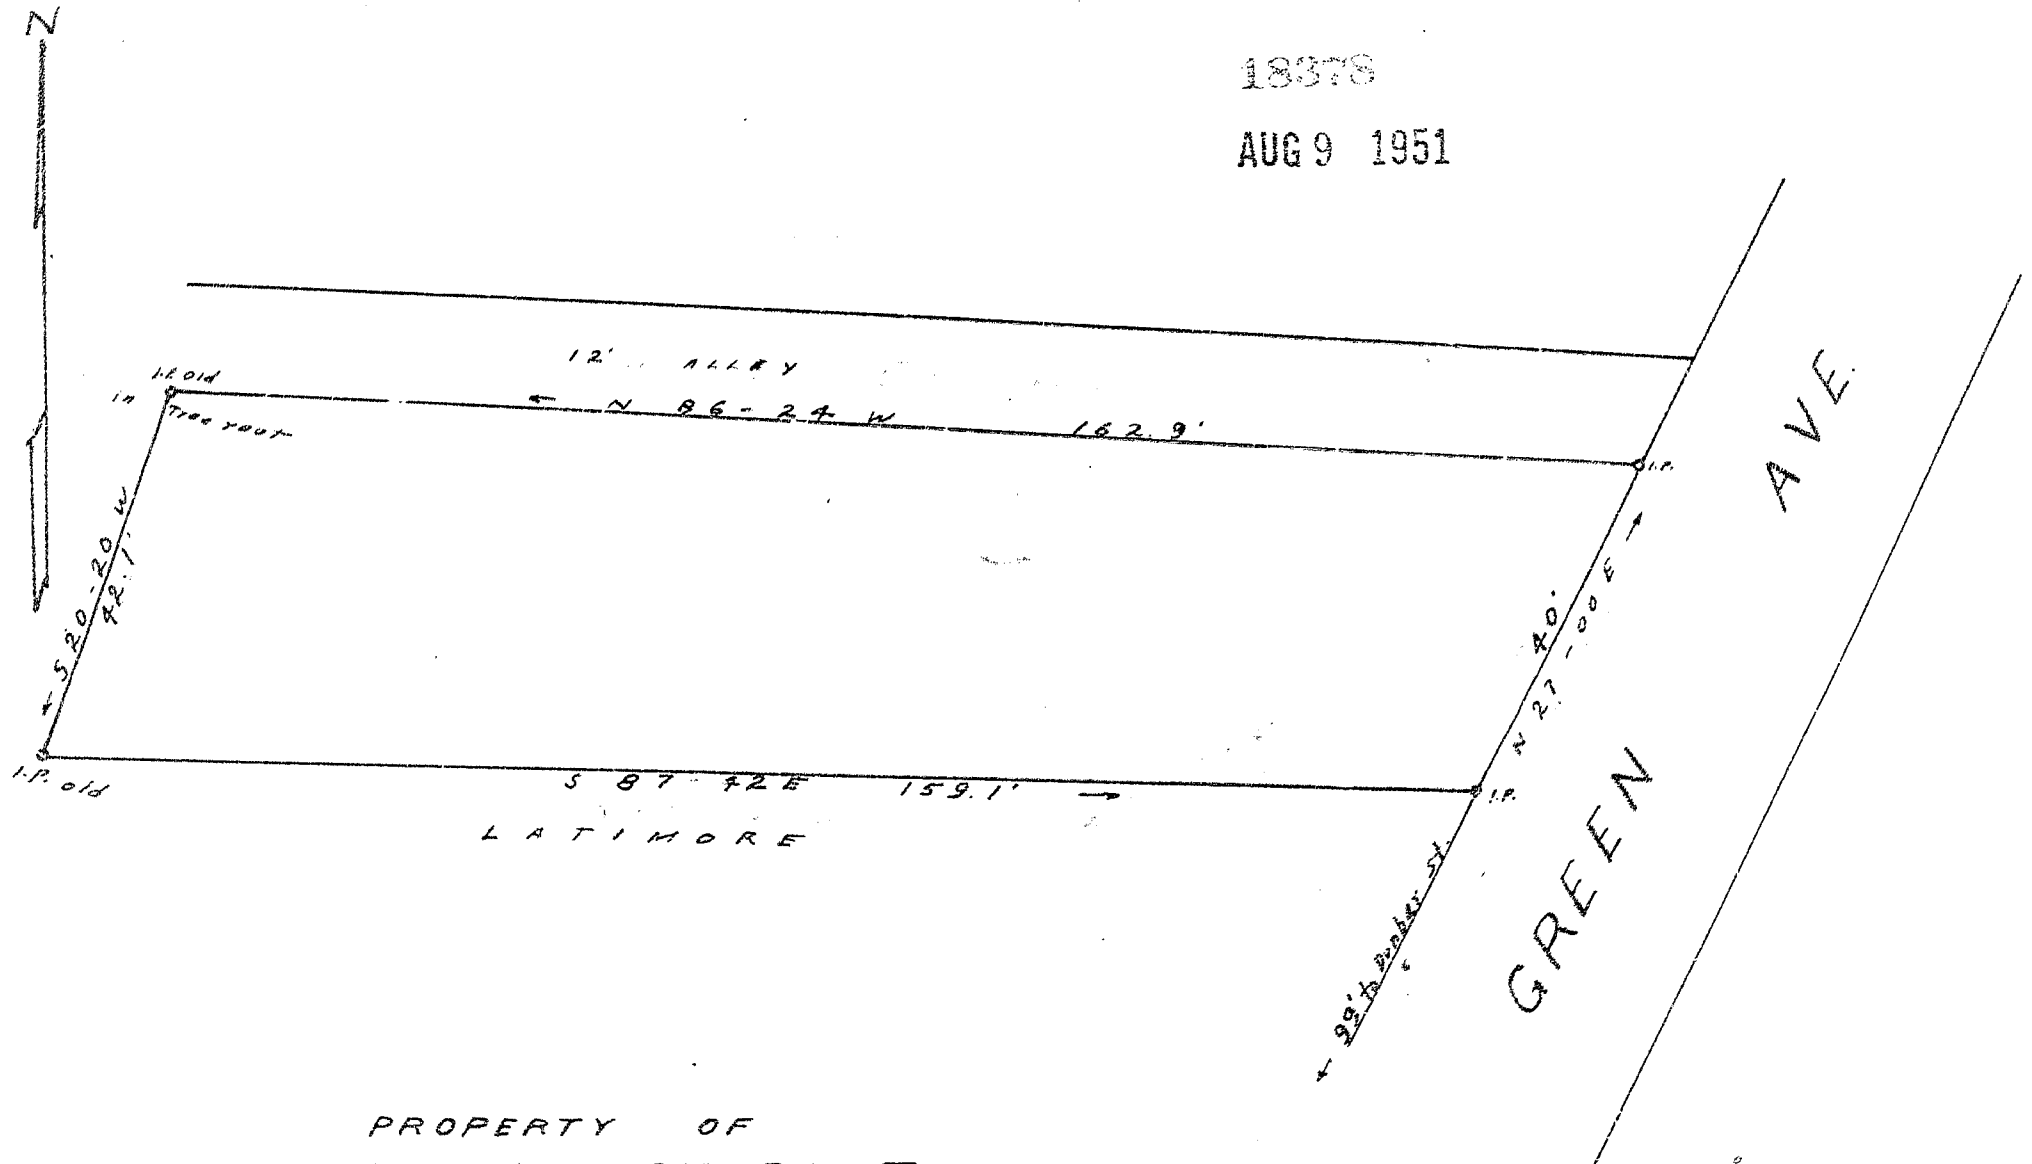 N
18378
AUG 9 1951
12' ALLEY
I.P. old
in
Tree root
N 86-24 W 162.9'
I.P.
AVE.
S 20-20 W
42.1'
40'
N 27-00 E
I.P. old
S 87-42 E 159.1'
I.P.
LATIMORE
GREEN
99' to Dunbar St.
PROPERTY OF